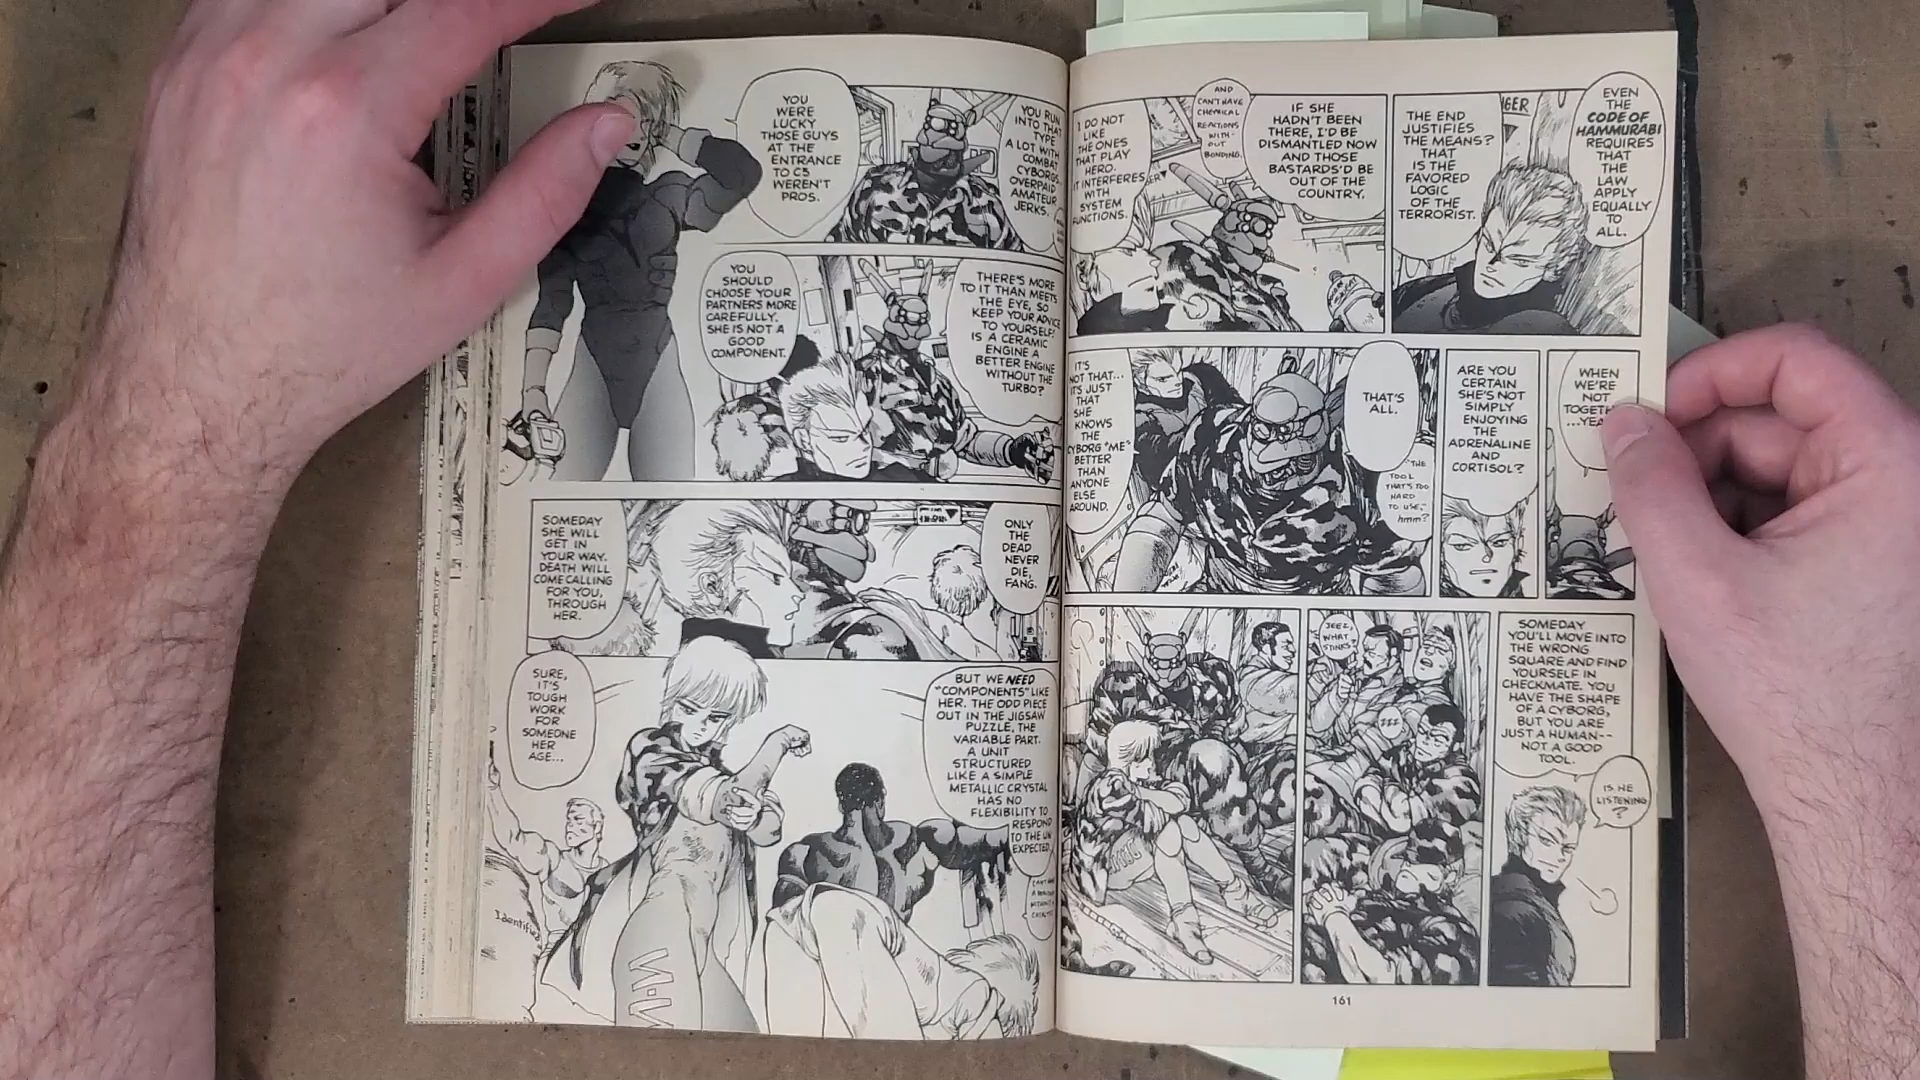 YOU
WERE
LUCKY
THOSE GUYS
AT THE
ENTRANCE
TO C5
WEREN'T
PROS.
YOU RUN
INTO THAT
TYPE
A LOT WITH
COMBAT
CYBORGS.
OVERPAID
AMATEUR
JERKS.
YOU
SHOULD
CHOOSE YOUR
PARTNERS MORE
CAREFULLY.
SHE IS NOT A
GOOD
COMPONENT.
THERE'S MORE
TO IT THAN MEETS
THE EYE, SO
KEEP YOUR ADVICE
TO YOURSELF.
IS A CERAMIC
ENGINE A
BETTER ENGINE
WITHOUT THE
TURBO?
SOMEDAY
SHE WILL
GET IN
YOUR WAY.
DEATH WILL
COME CALLING
FOR YOU,
THROUGH
HER.
ONLY
THE
DEAD
NEVER
DIE,
FANG.
SURE,
IT'S
TOUGH
WORK
FOR
SOMEONE
HER
AGE...
BUT WE NEED
"COMPONENTS" LIKE
HER. THE ODD PIECE
OUT IN THE JIGSAW
PUZZLE, THE
VARIABLE PART.
A UNIT
STRUCTURED
LIKE A SIMPLE
METALLIC CRYSTAL
HAS NO
FLEXIBILITY TO
RESPOND
TO THE UN
EXPECTED
I DO NOT
LIKE
THE ONES
THAT PLAY
HERO.
IT INTERFERES
WITH
SYSTEM
FUNCTIONS.
AND
CAN'T HAVE
CHEMICAL
REACTIONS
WITH-
OUT
BONDING.
IF SHE
HADN'T BEEN
THERE, I'D BE
DISMANTLED NOW
AND THOSE
BASTARDS'D BE
OUT OF THE
COUNTRY.
THE END
JUSTIFIES
THE MEANS?
THAT
IS THE
FAVORED
LOGIC
OF THE
TERRORIST.
EVEN
THE
CODE OF
HAMMURABI
REQUIRES
THAT
THE
LAW
APPLY
EQUALLY
TO
ALL.
IT'S
NOT THAT...
IT'S JUST
THAT
SHE
KNOWS
THE
CYBORG "ME"
BETTER
THAN
ANYONE
ELSE
AROUND.
THAT'S
ALL.
"THE
TOOL
THAT'S TOO
HARD
TO USE,"
hmm?
ARE YOU
CERTAIN
SHE'S NOT
SIMPLY
ENJOYING
THE
ADRENALINE
AND
CORTISOL?
WHEN
WE'RE
NOT
JEEZ,
WHAT
STINKS?
ZZZ
SOMEDAY
YOU'LL MOVE INTO
THE WRONG
SQUARE AND FIND
YOURSELF IN
CHECKMATE. YOU
HAVE THE SHAPE
OF A CYBORG,
BUT YOU ARE
JUST A HUMAN--
NOT A GOOD
TOOL.
IS HE
LISTENING
?
161